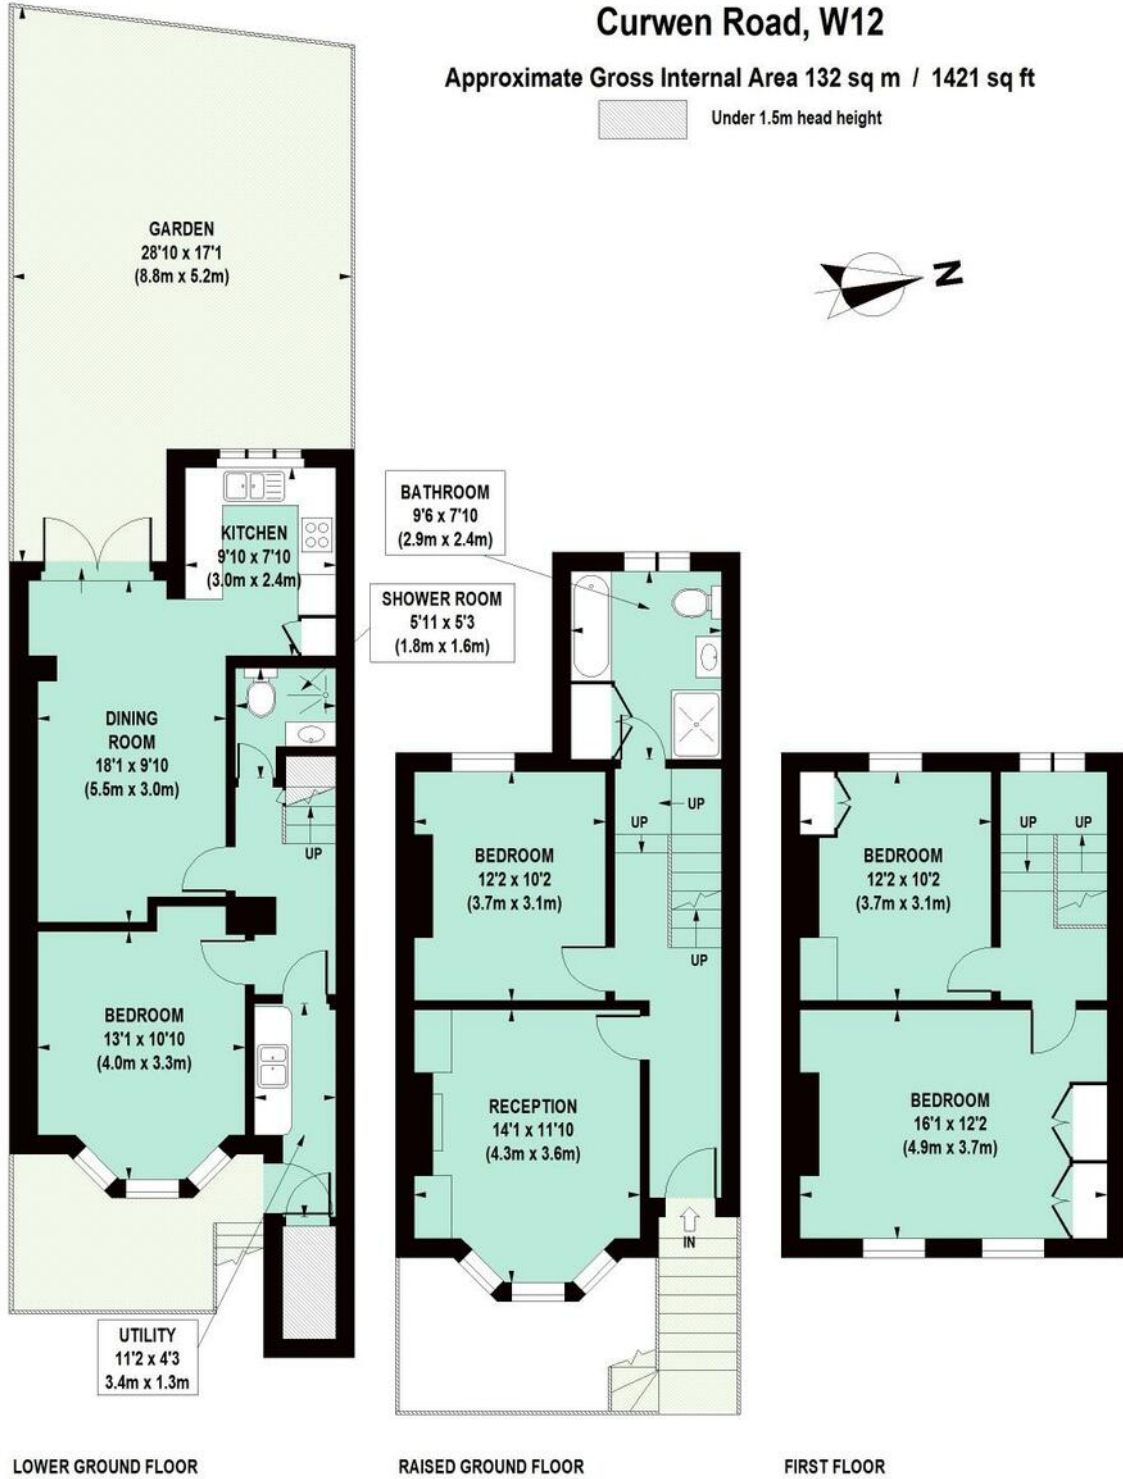 Curwen Road, W12
Approximate Gross Internal Area 132 sq m / 1421 sq ft
Under 1.5m head height
N
GARDEN
28'10 x 17'1
(8.8m x 5.2m)
KITCHEN
9'10 x 7'10
(3.0m x 2.4m)
SHOWER ROOM
5'11 x 5'3
(1.8m x 1.6m)
DINING
ROOM
18'1 x 9'10
(5.5m x 3.0m)
UP
BEDROOM
13'1 x 10'10
(4.0m x 3.3m)
UTILITY
11'2 x 4'3
3.4m x 1.3m
LOWER GROUND FLOOR
BATHROOM
9'6 x 7'10
(2.9m x 2.4m)
UP
UP
BEDROOM
12'2 x 10'2
(3.7m x 3.1m)
UP
RECEPTION
14'1 x 11'10
(4.3m x 3.6m)
IN
RAISED GROUND FLOOR
UP
UP
BEDROOM
12'2 x 10'2
(3.7m x 3.1m)
BEDROOM
16'1 x 12'2
(4.9m x 3.7m)
FIRST FLOOR